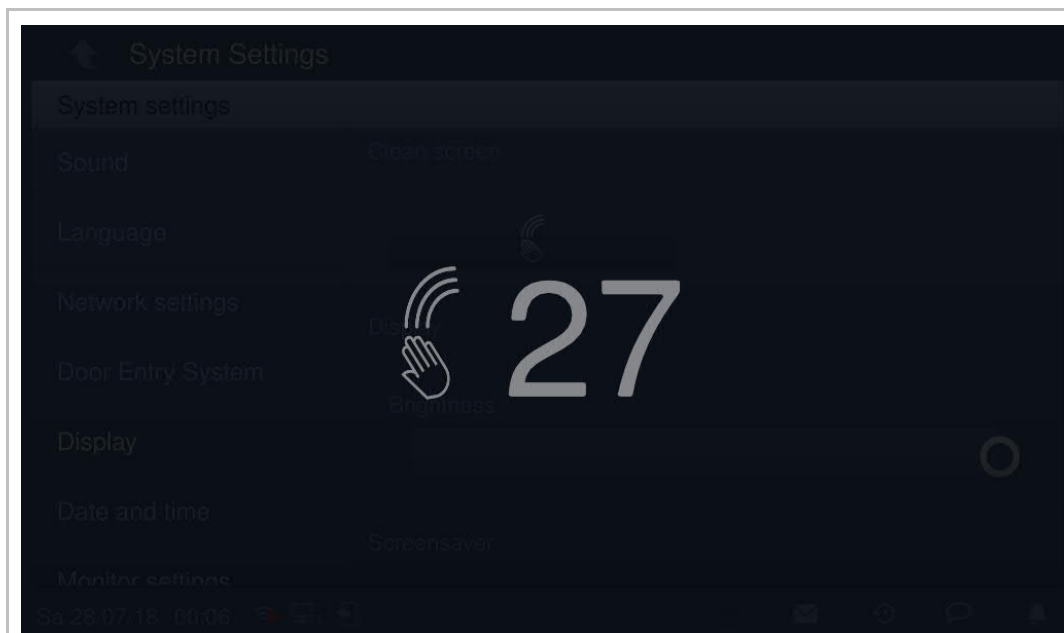 System Settings
System settings
Sound
Clean screen
Language
27
Network settings
Display
Door Entry System
Brightness
Display
Date and time
Screensaver
Monitor settings
Sa 28.07.18 00:06